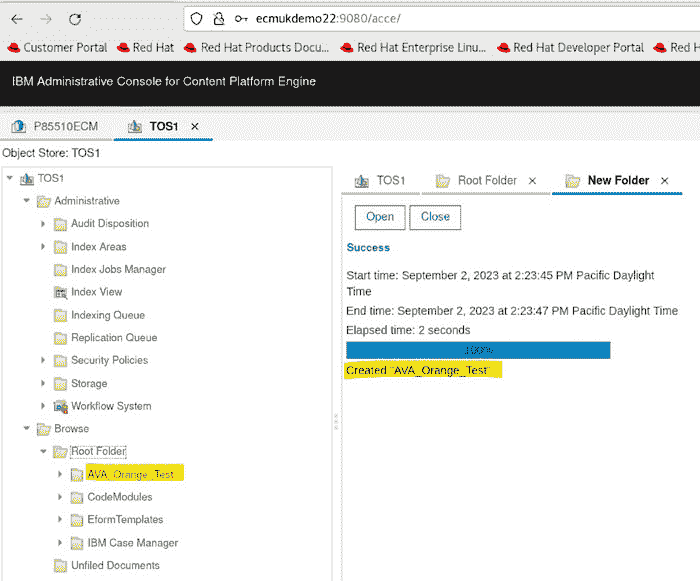 ecmukdemo22:9080/acce/
Customer Portal Red Hat Red Hat Products Docu... Red Hat Enterprise Linu... Red Hat Developer Portal Red H
IBM Administrative Console for Content Platform Engine
P85510ECM TOS1
Object Store: TOS1
TOS1
Administrative
Audit Disposition
Index Areas
Index Jobs Manager
Index View
Indexing Queue
Replication Queue
Security Policies
Storage
Workflow System
Browse
Root Folder
AVA_Orange_Test
CodeModules
EformTemplates
IBM Case Manager
Unfiled Documents
TOS1 Root Folder New Folder
Open Close
Success
Start time: September 2, 2023 at 2:23:45 PM Pacific Daylight
Time
End time: September 2, 2023 at 2:23:47 PM Pacific Daylight Time
Elapsed time: 2 seconds
100%
Created "AVA_Orange_Test"